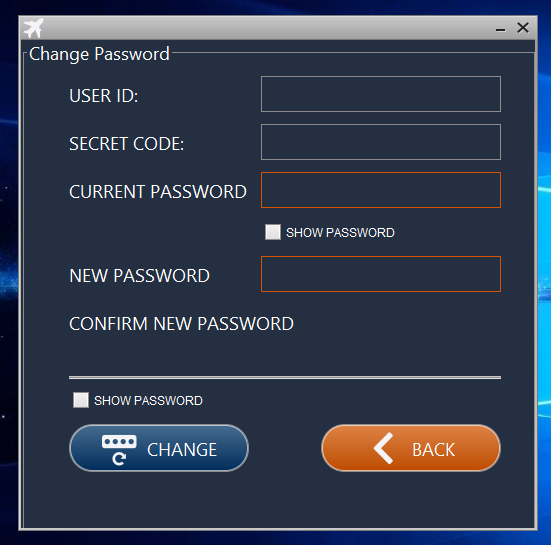 Change Password
USER ID:
SECRET CODE:
CURRENT PASSWORD
SHOW PASSWORD
NEW PASSWORD
CONFIRM NEW PASSWORD
SHOW PASSWORD
CHANGE
BACK